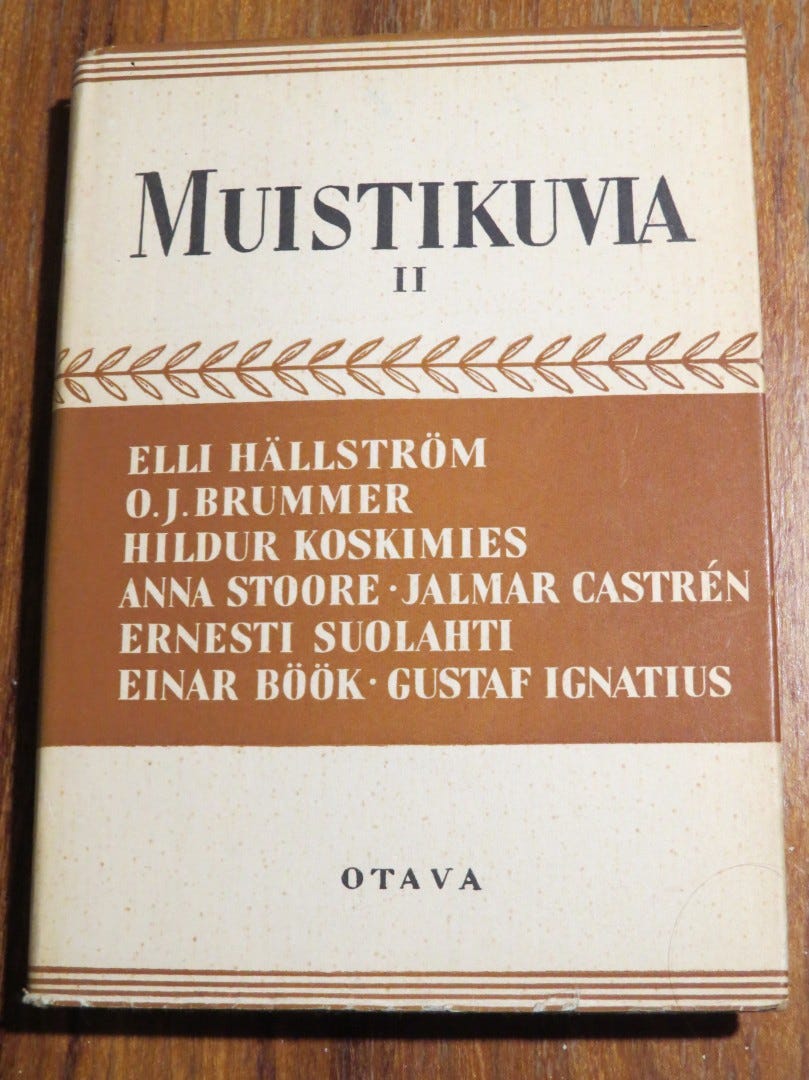 MUISTIKUVIA
II
ELLI HÄLLSTRÖM
O.J.BRUMMER
HILDUR KOSKIMIES
ANNA STOORE·JALMAR CASTRÉN
ERNESTI SUOLAHTI
EINAR BÖÖK·GUSTAF IGNATIUS
OTAVA